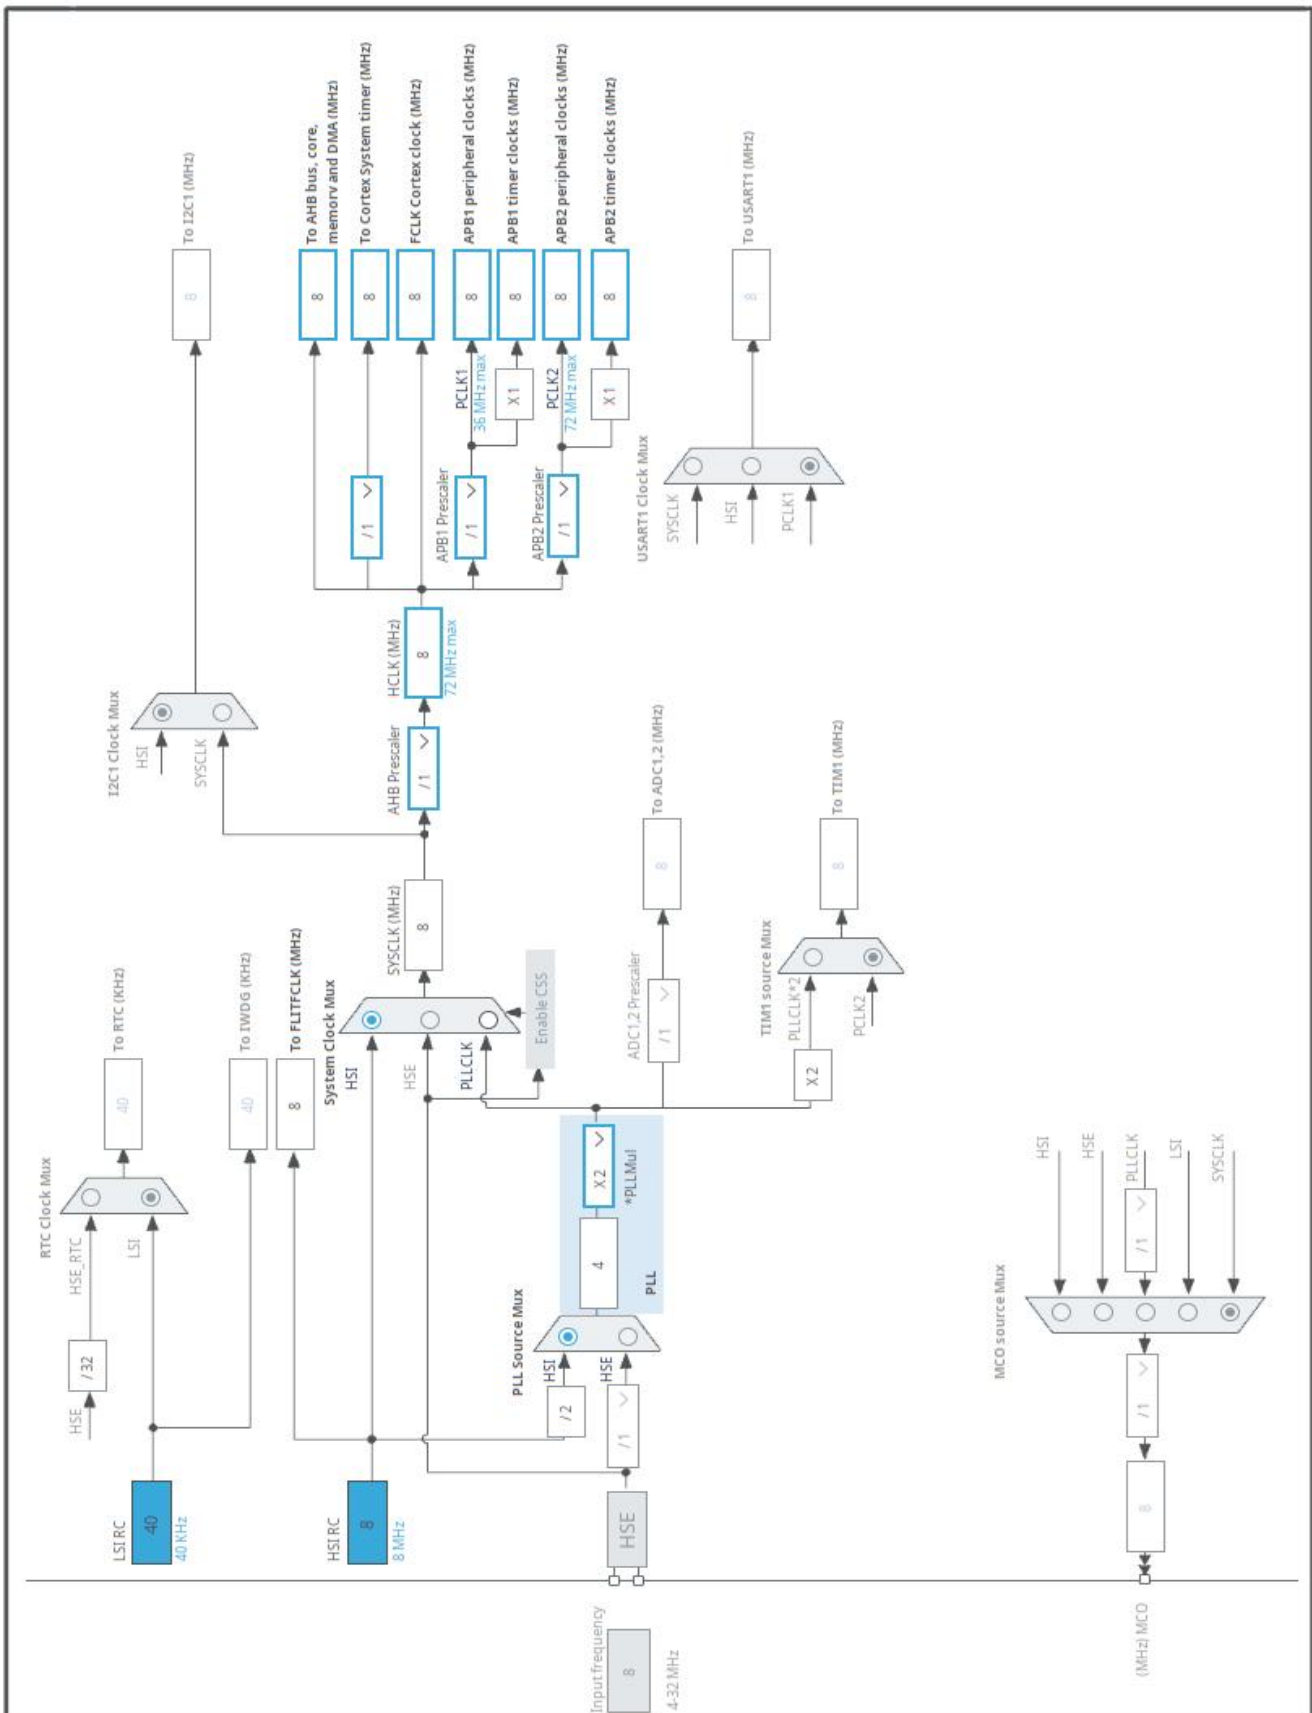 RTC Clock Mux
HSE
/ 32
HSE_RTC
LSI
40
To RTC (KHz)
LSI RC
40
40 KHz
40
To IWDG (KHz)
I2C1 Clock Mux
HSI
SYSCLK
8
To I2C1 (MHz)
8
To FLITFCLK (MHz)
HSI RC
8
8 MHz
System Clock Mux
HSI
HSE
PLLCLK
SYSCLK (MHz)
8
AHB Prescaler
/ 1
HCLK (MHz)
8
72 MHz max
8
To AHB bus, core,
memorv and DMA (MHz)
/ 1
8
To Cortex System timer (MHz)
8
FCLK Cortex clock (MHz)
APB1 Prescaler
/ 1
PCLK1
36 MHz max
8
APB1 peripheral clocks (MHz)
X 1
8
APB1 timer clocks (MHz)
APB2 Prescaler
/ 1
PCLK2
72 MHz max
8
APB2 peripheral clocks (MHz)
X 1
8
APB2 timer clocks (MHz)
Enable CSS
PLL Source Mux
/ 2
HSI
HSE
/ 1
4
X 2
*PLLMul
PLL
Input frequency
8
4-32 MHz
HSE
ADC1,2 Prescaler
/ 1
8
To ADC1,2 (MHz)
USART1 Clock Mux
SYSCLK
HSI
PCLK1
8
To USART1 (MHz)
TIM1 source Mux
X 2
PLLCLK*2
PCLK2
8
To TIM1 (MHz)
MCO source Mux
HSI
HSE
/ 1
PLLCLK
LSI
SYSCLK
/ 1
8
(MHz) MCO